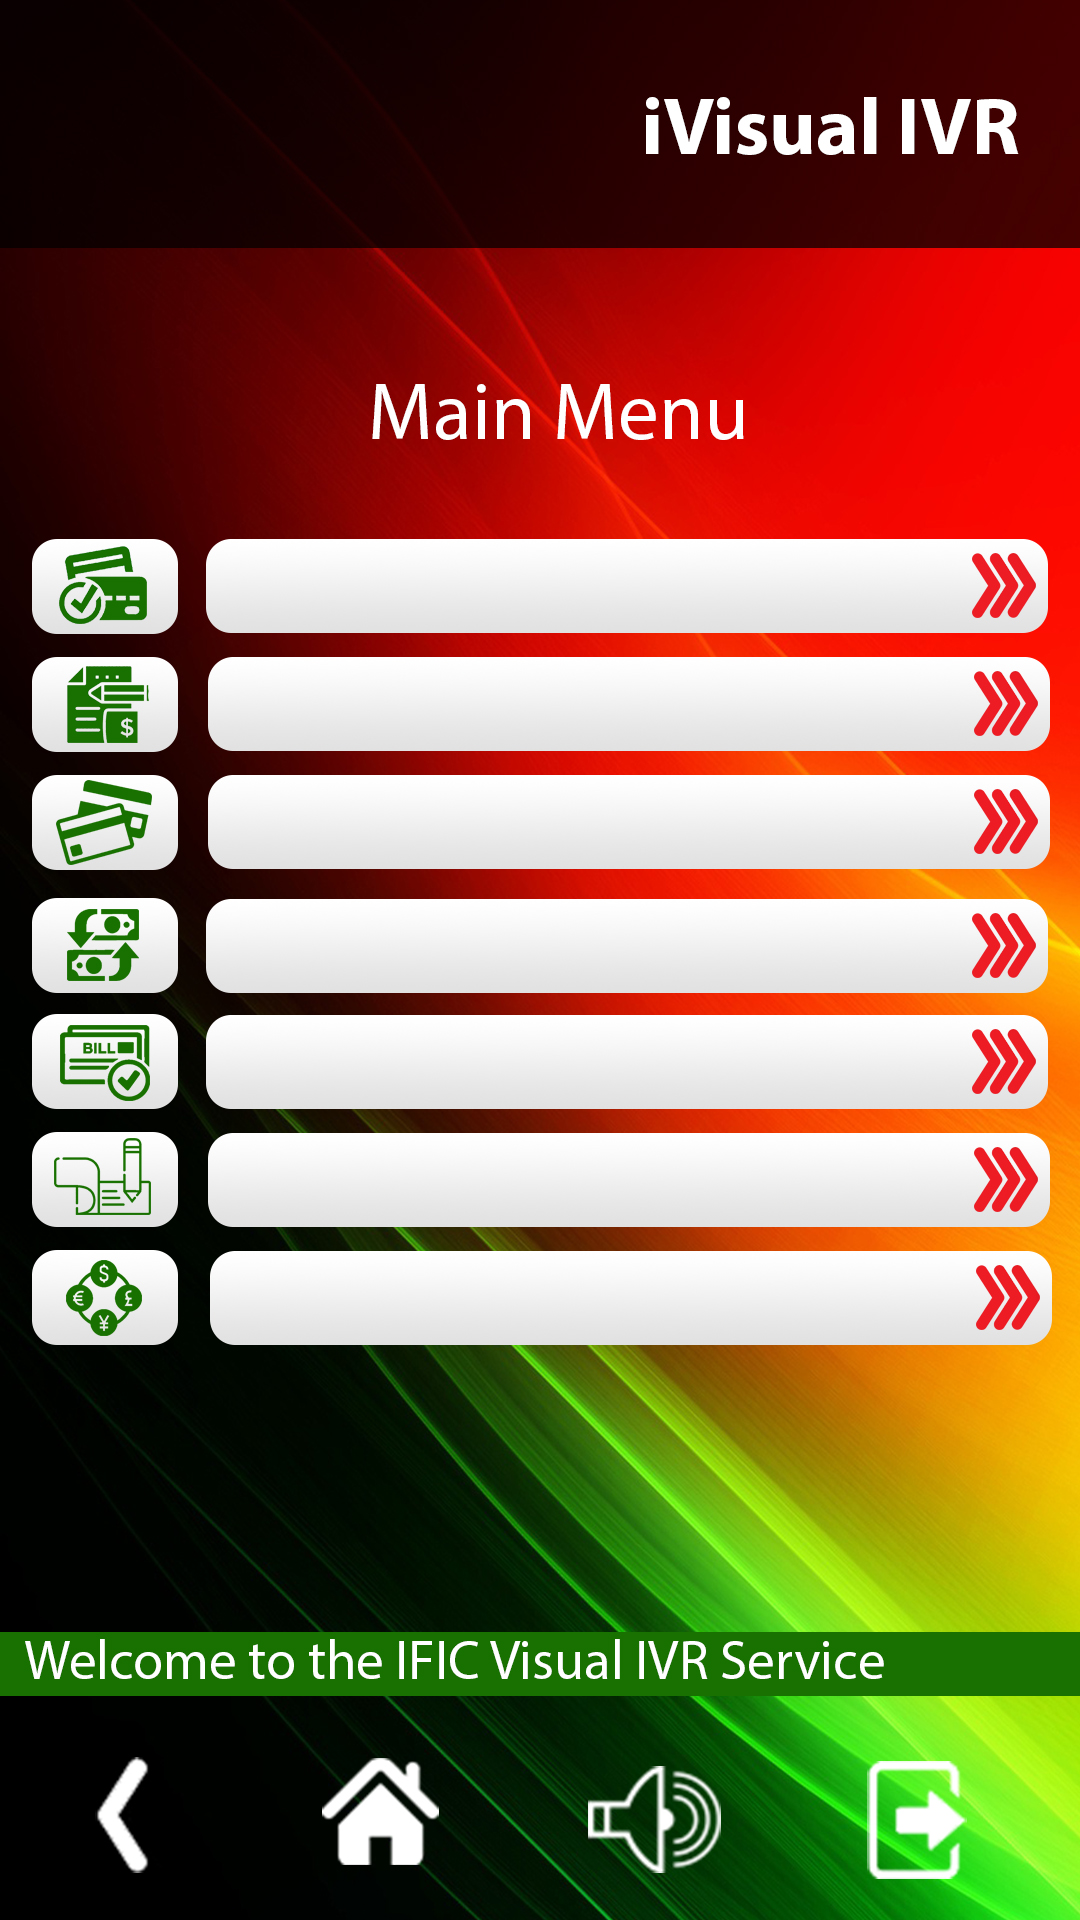 iVisual IVR
Main Menu
$
BILL
$
€ £
¥
Welcome to the IFIC Visual IVR Service